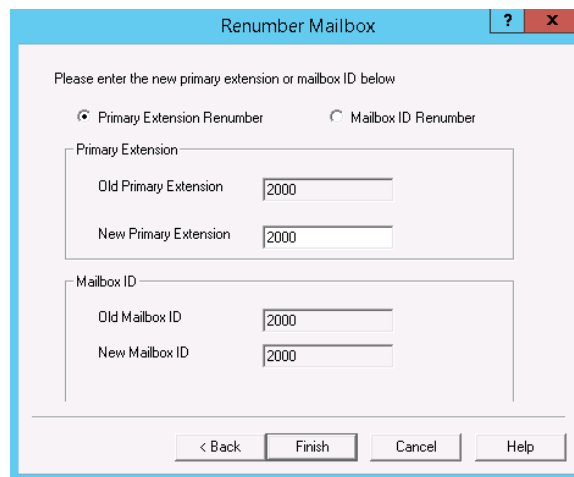 Renumber Mailbox
? x
Please enter the new primary extension or mailbox ID below
Primary Extension Renumber Mailbox ID Renumber
Primary Extension
Old Primary Extension 2000
New Primary Extension 2000
Mailbox ID
Old Mailbox ID 2000
New Mailbox ID 2000
< Back Finish Cancel Help